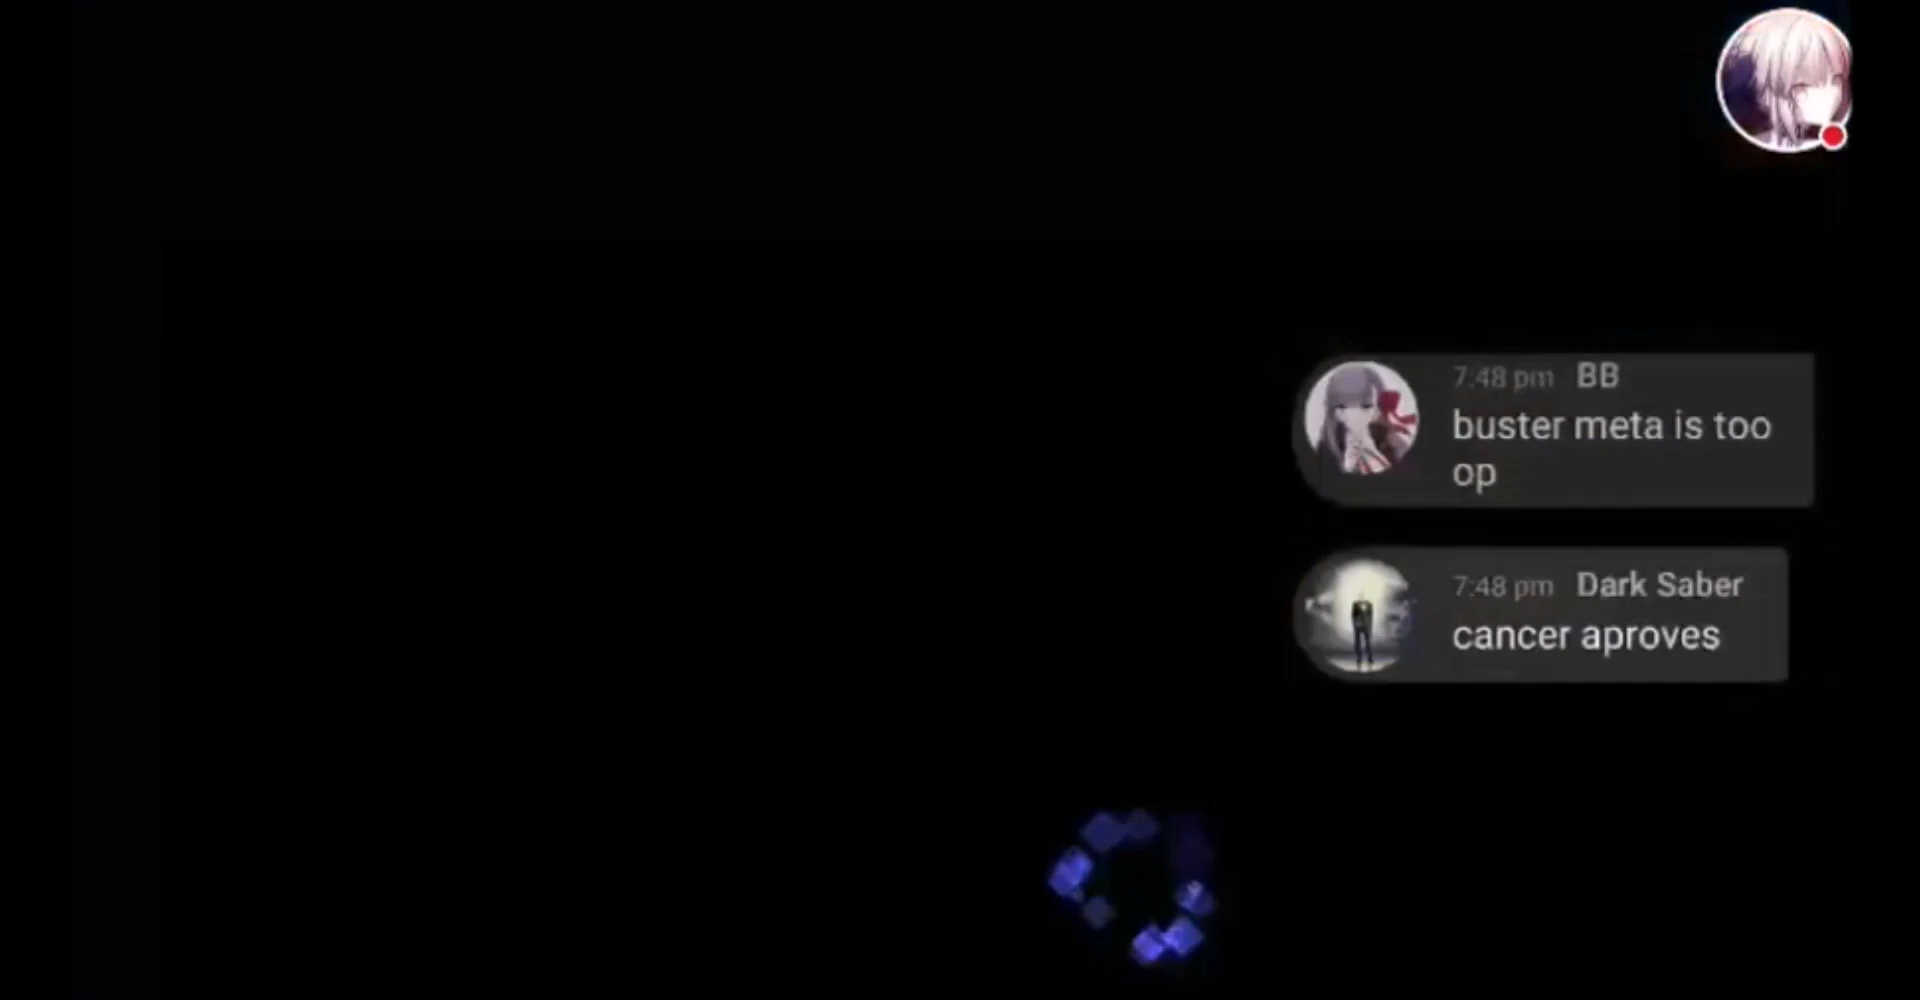 7:48 pm BB
buster meta is too
op
7:48 pm Dark Saber
cancer aproves